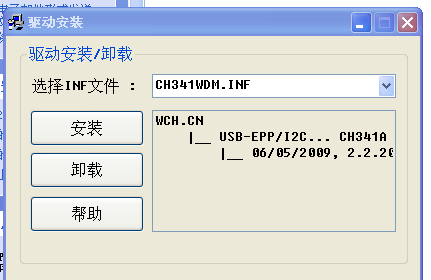 驱动安装
驱动安装/卸载
选择INF文件 :
CH341WDM.INF
安装
卸载
帮助
WCH.CN
|__ USB-EPP/I2C... CH341A
|__ 06/05/2009, 2.2.20